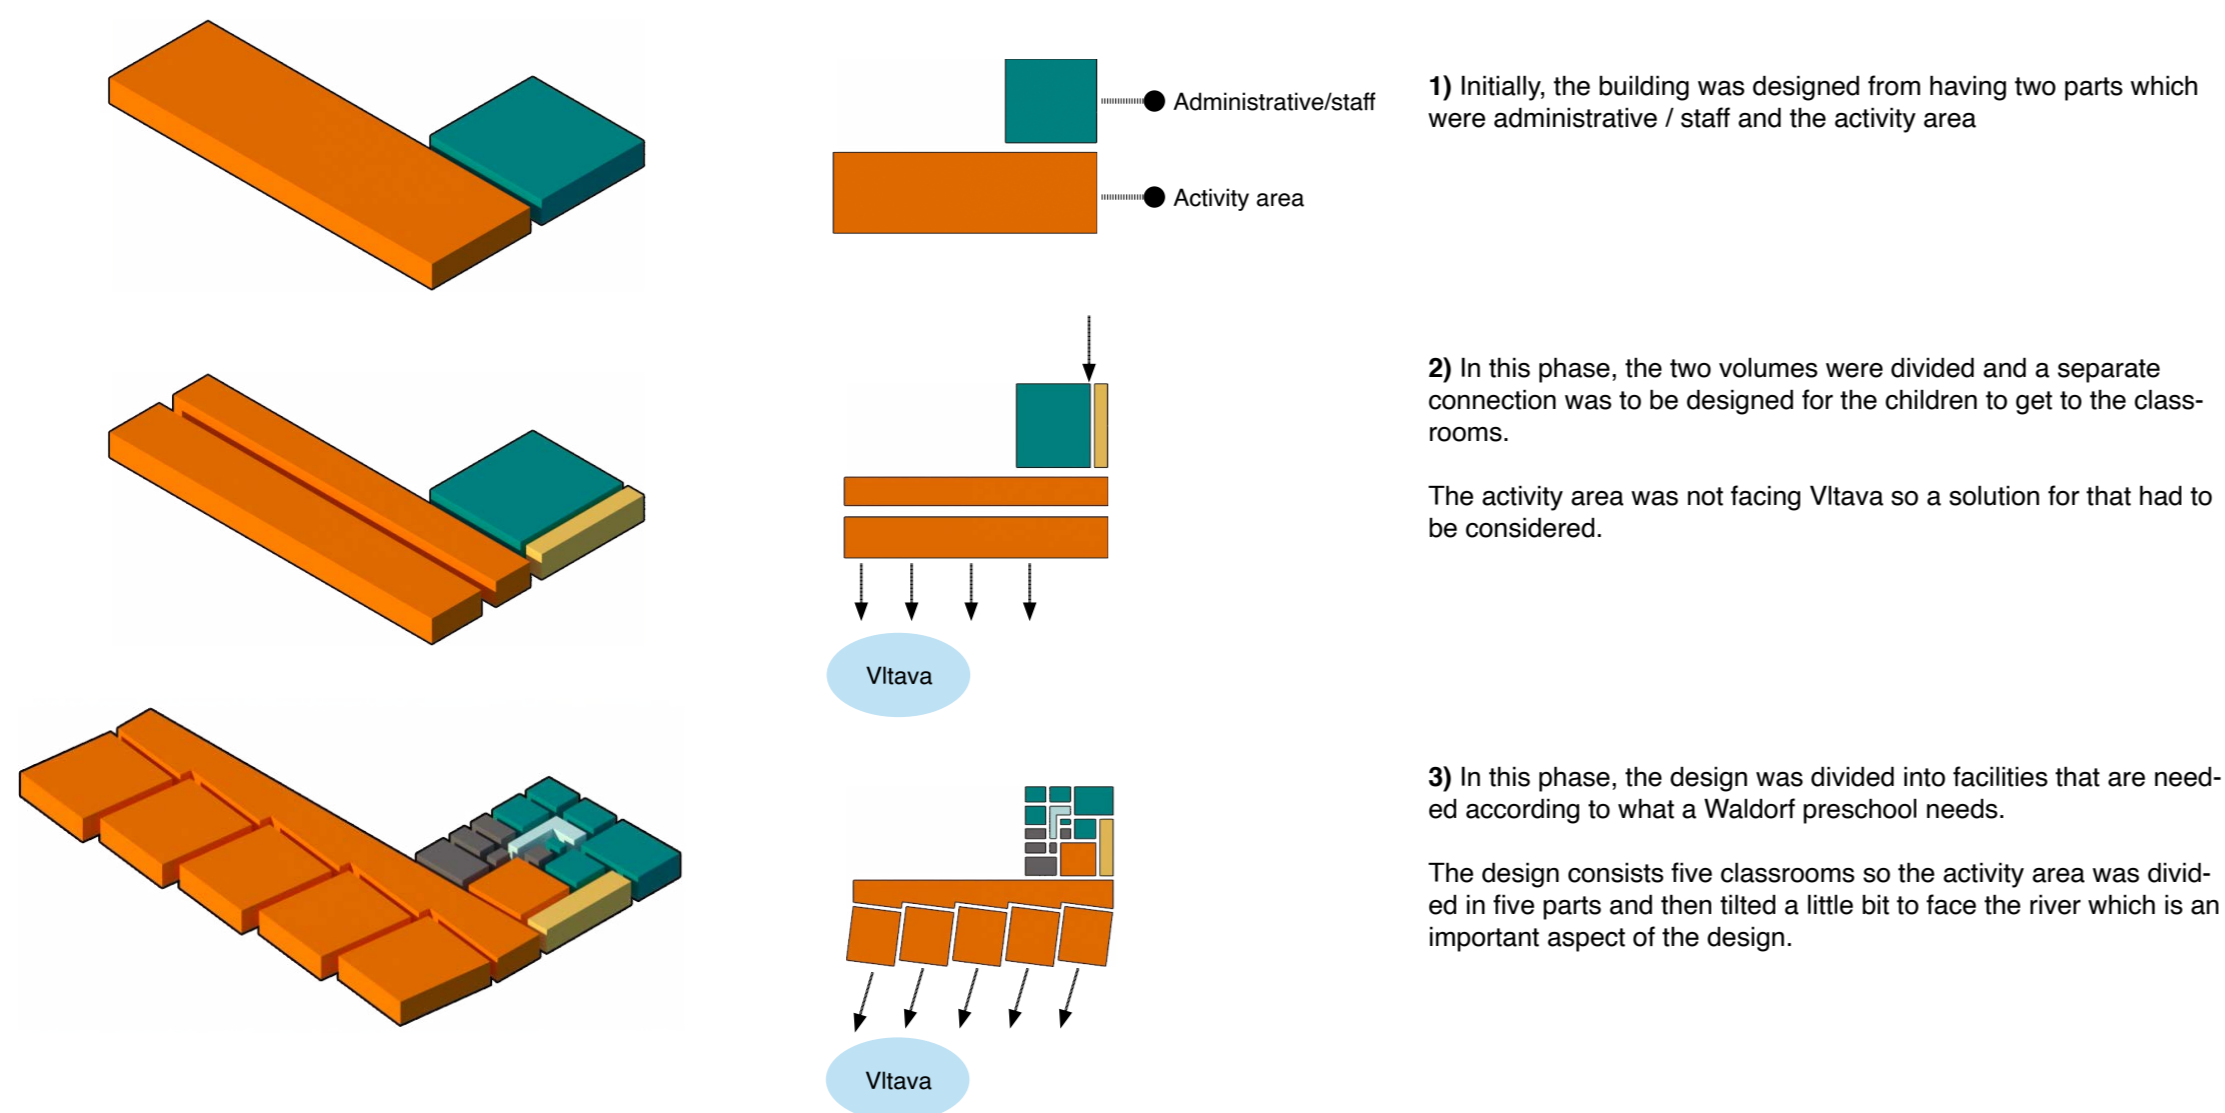 Administrative/staff
Activity area
1) Initially, the building was designed from having two parts which
were administrative / staff and the activity area
2) In this phase, the two volumes were divided and a separate
connection was to be designed for the children to get to the class-
rooms.
The activity area was not facing Vltava so a solution for that had to
be considered.
Vltava
3) In this phase, the design was divided into facilities that are need-
ed according to what a Waldorf preschool needs.
The design consists five classrooms so the activity area was divid-
ed in five parts and then tilted a little bit to face the river which is an
important aspect of the design.
Vltava